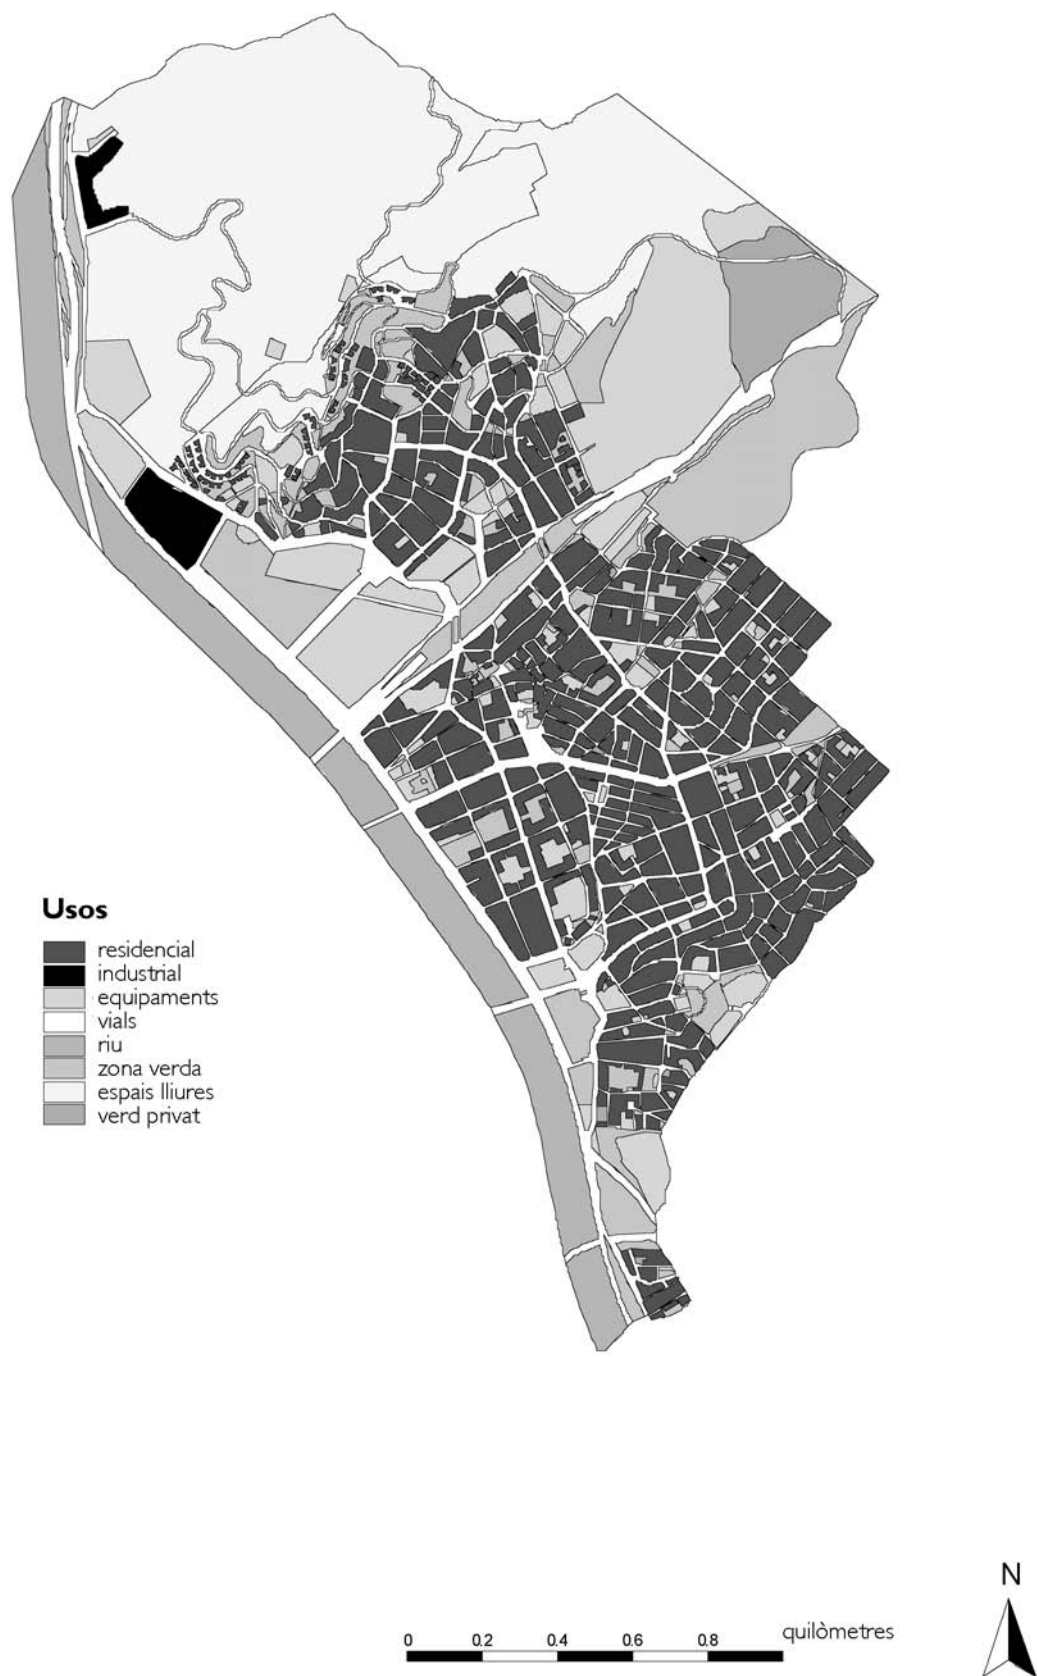 Usos
residencial
industrial
equipaments
vials
riu
zona verda
espais lliures
verd privat
N
0 0.2 0.4 0.6 0.8 quilòmetres